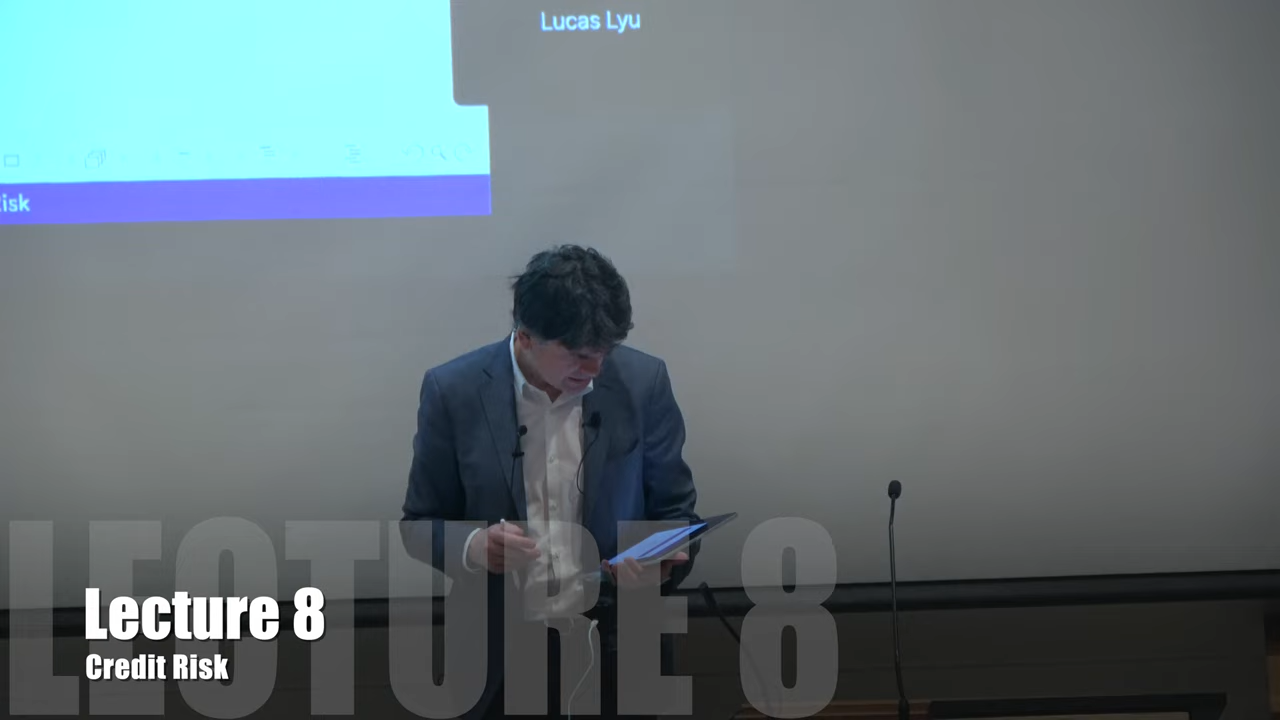 Lucas Lyu
isk
LECTURE 8
Lecture 8
Credit Risk